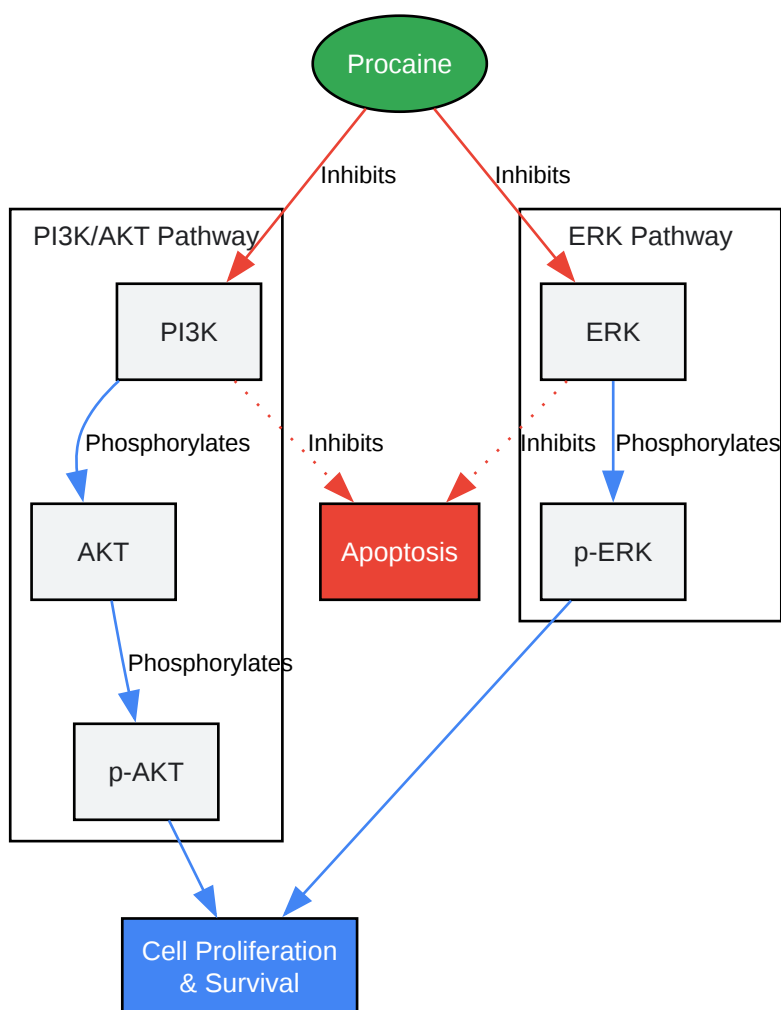 Procaine
Inhibits
Inhibits
PI3K/AKT Pathway
ERK Pathway
PI3K
ERK
Phosphorylates
Inhibits
Inhibits
Phosphorylates
AKT
Apoptosis
p-ERK
Phosphorylates
p-AKT
Cell Proliferation
& Survival